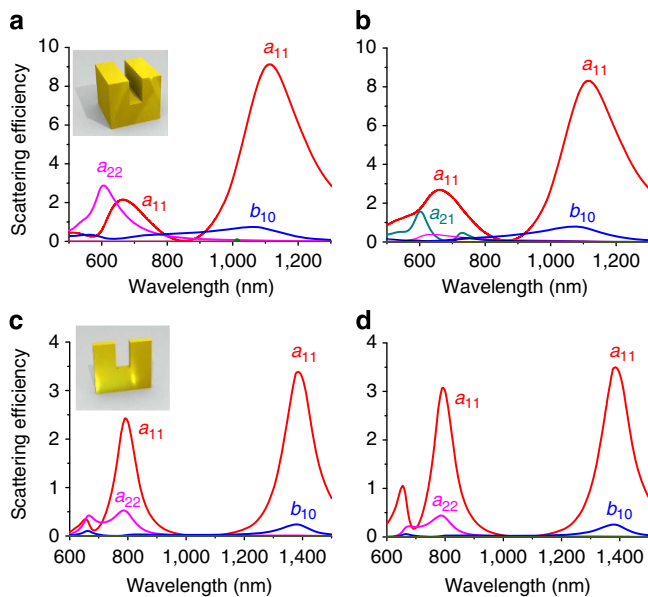 a
Scattering efficiency
10
8
6
4
2
0
a11
a22
a11
b10
600
800
1,000
1,200
Wavelength (nm)
b
10
8
6
4
2
0
a11
a11
a21
b10
600
800
1,000
1,200
Wavelength (nm)
c
Scattering efficiency
4
3
2
1
0
a11
a11
a22
b10
600
800
1,000
1,200
1,400
Wavelength (nm)
d
4
3
2
1
0
a11
a11
a22
b10
600
800
1,000
1,200
1,400
Wavelength (nm)